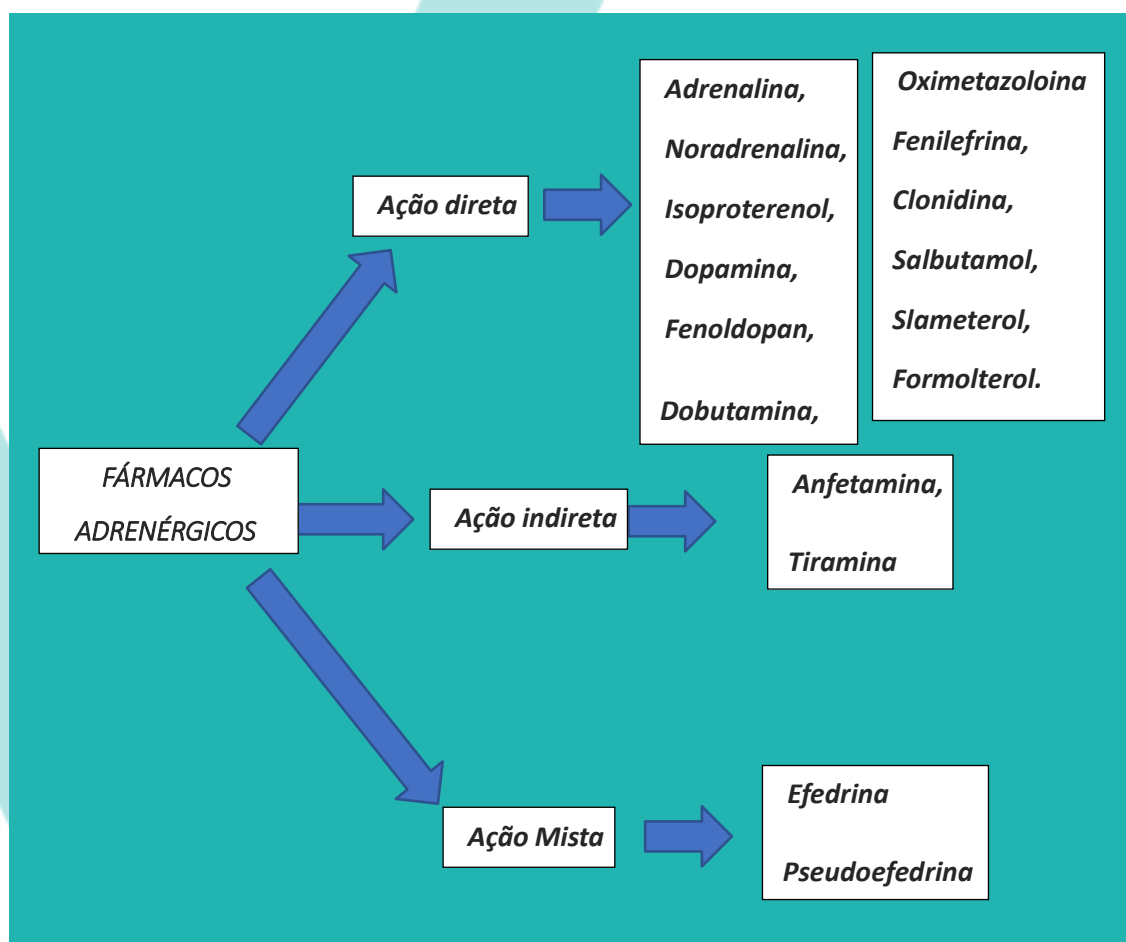 FÁRMACOS
ADRENÉRGICOS
Ação direta
Adrenalina,
Noradrenalina,
Isoproterenol,
Dopamina,
Fenoldopan,
Dobutamina,
Oximetazoloina
Fenilefrina,
Clonidina,
Salbutamol,
Slameterol,
Formolterol.
Ação indireta
Anfetamina,
Tiramina
Ação Mista
Efedrina
Pseudoefedrina